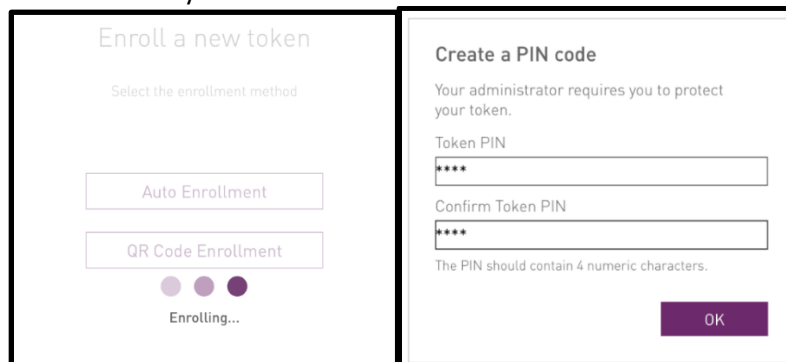 Enroll a new token
Select the enrollment method
Auto Enrollment
QR Code Enrollment
Enrolling...
Create a PIN code
Your administrator requires you to protect
your token.
Token PIN
****
Confirm Token PIN
****
The PIN should contain 4 numeric characters.
OK